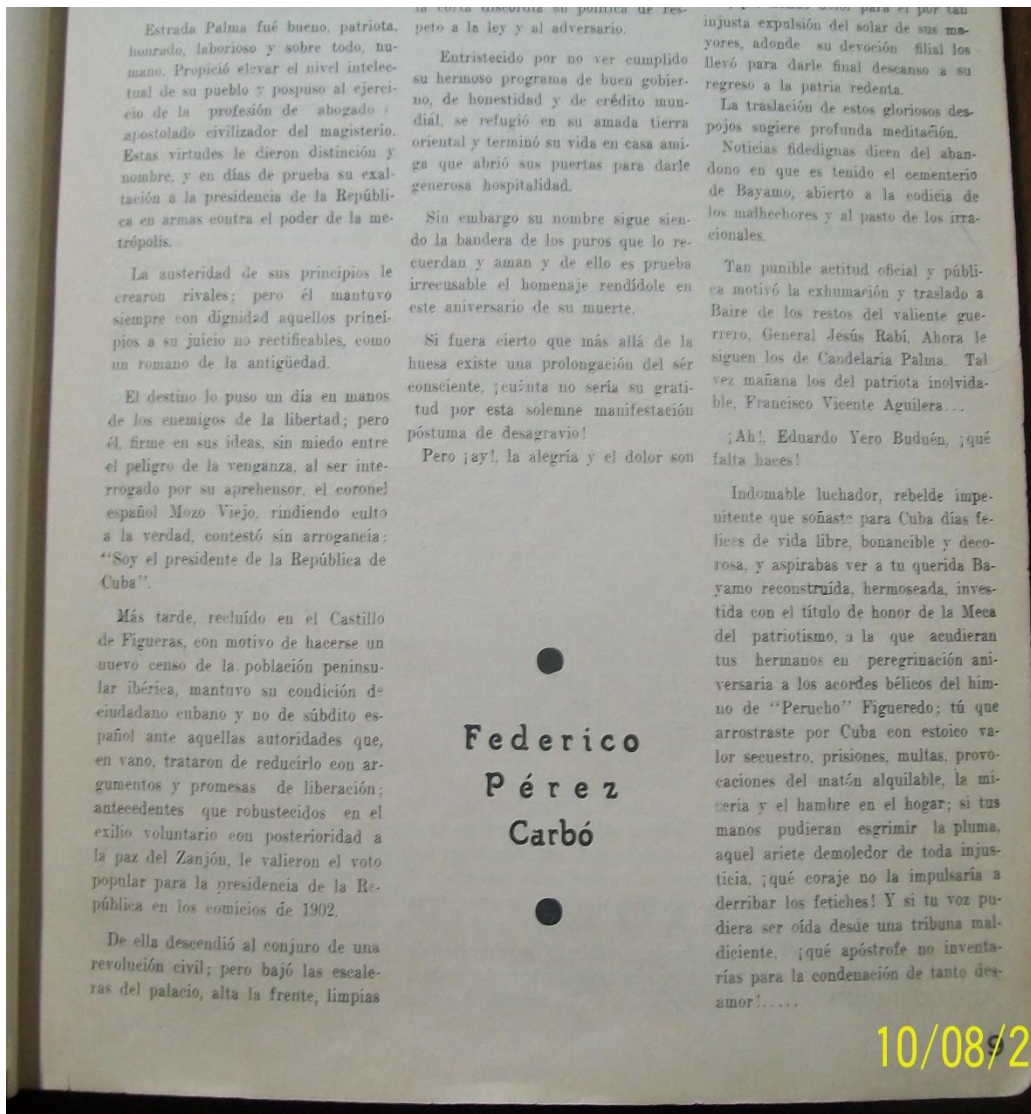 Estrada Palma fué bueno, patriota,
honrado, laborioso y sobre todo, hu-
mano. Propició elevar el nivel intelec-
tual de su pueblo y pospuso al ejerci-
cio de la profesión de abogado
apostolado civilizador del magisterio.
Estas virtudes le dieron distinción y
nombre, y en días de prueba su exal-
tación a la presidencia de la Repúbli-
ca en armas contra el poder de la me-
trópolis.
La austeridad de sus principios le
crearon rivales; pero él mantuvo
siempre con dignidad aquellos princi-
pios a su juicio no rectificables, como
un romano de la antigüedad.
El destino lo puso un día en manos
de los enemigos de la libertad; pero
él, firme en sus ideas, sin miedo entre
el peligro de la venganza, al ser inte-
rrogado por su aprehensor, el coronel
español Mozo Viejo, rindiendo culto
a la verdad, contestó sin arrogancia:
"Soy el presidente de la República de
Cuba".
Más tarde, recluído en el Castillo
de Figueras, con motivo de hacerse un
nuevo censo de la población peninsu-
lar ibérica, mantuvo su condición de
ciudadano cubano y no de súbdito es-
pañol ante aquellas autoridades que,
en vano, trataron de reducirlo con ar-
gumentos y promesas de liberación;
antecedentes que robustecidos en el
exilio voluntario con posterioridad a
la paz del Zanjón, le valieron el voto
popular para la presidencia de la Re-
pública en los comicios de 1902.
De ella descendió al conjuro de una
revolución civil; pero bajó las escale-
ras del palacio, alta la frente, limpias
la corta discordia su política de res-
peto a la ley y al adversario.
Entristecido por no ver cumplido
su hermoso programa de buen gobier-
no, de honestidad y de crédito mun-
dial, se refugió en su amada tierra
oriental y terminó su vida en casa ami-
ga que abrió sus puertas para darle
generosa hospitalidad.
Sin embargo su nombre sigue sien-
do la bandera de los puros que lo re-
cuerdan y aman y de ello es prueba
irrecusable el homenaje rendídole en
este aniversario de su muerte.
Si fuera cierto que más allá de la
huesa existe una prolongación del sér
consciente, ¡cuánta no sería su grati-
tud por esta solemne manifestación
póstuma de desagravio!
Pero ¡ay!, la alegría y el dolor son
Federico
Pérez
Carbó
para él por tan
injusta expulsión del solar de sus ma-
yores, adonde su devoción filial los
llevó para darle final descanso a su
regreso a la patria redenta.
La traslación de estos gloriosos des-
pojos sugiere profunda meditación.
Noticias fidedignas dicen del aban-
dono en que es tenido el cementerio
de Bayamo, abierto a la codicia de
los malhechores y al pasto de los irra-
cionales.
Tan punible actitud oficial y públi-
ca motivó la exhumación y traslado a
Baire de los restos del valiente gue-
rrero, General Jesús Rabí. Ahora le
siguen los de Candelaria Palma. Tal
vez mañana los del patriota inolvida-
ble, Francisco Vicente Aguilera...
¡Ah!, Eduardo Yero Buduén, ¡qué
falta haces!
Indomable luchador, rebelde impe-
nitente que soñaste para Cuba días fe-
lices de vida libre, bonancible y deco-
rosa, y aspirabas ver a tu querida Ba-
yamo reconstruída, hermoseada, inves-
tida con el título de honor de la Meca
del patriotismo, a la que acudieran
tus hermanos en peregrinación ani-
versaria a los acordes bélicos del him-
no de "Perucho" Figueredo; tú que
arrostraste por Cuba con estoico va-
lor secuestro, prisiones, multas, provo-
caciones del matón alquilable, la mi-
seria y el hambre en el hogar; si tus
manos pudieran esgrimir la pluma,
aquel ariete demoledor de toda injus-
ticia, ¡qué coraje no la impulsaría a
derribar los fetiches! Y si tu voz pu-
diera ser oída desde una tribuna mal-
diciente, ¡qué apóstrofe no inventa-
rías para la condenación de tanto des-
amor!.....
9
10/08/2